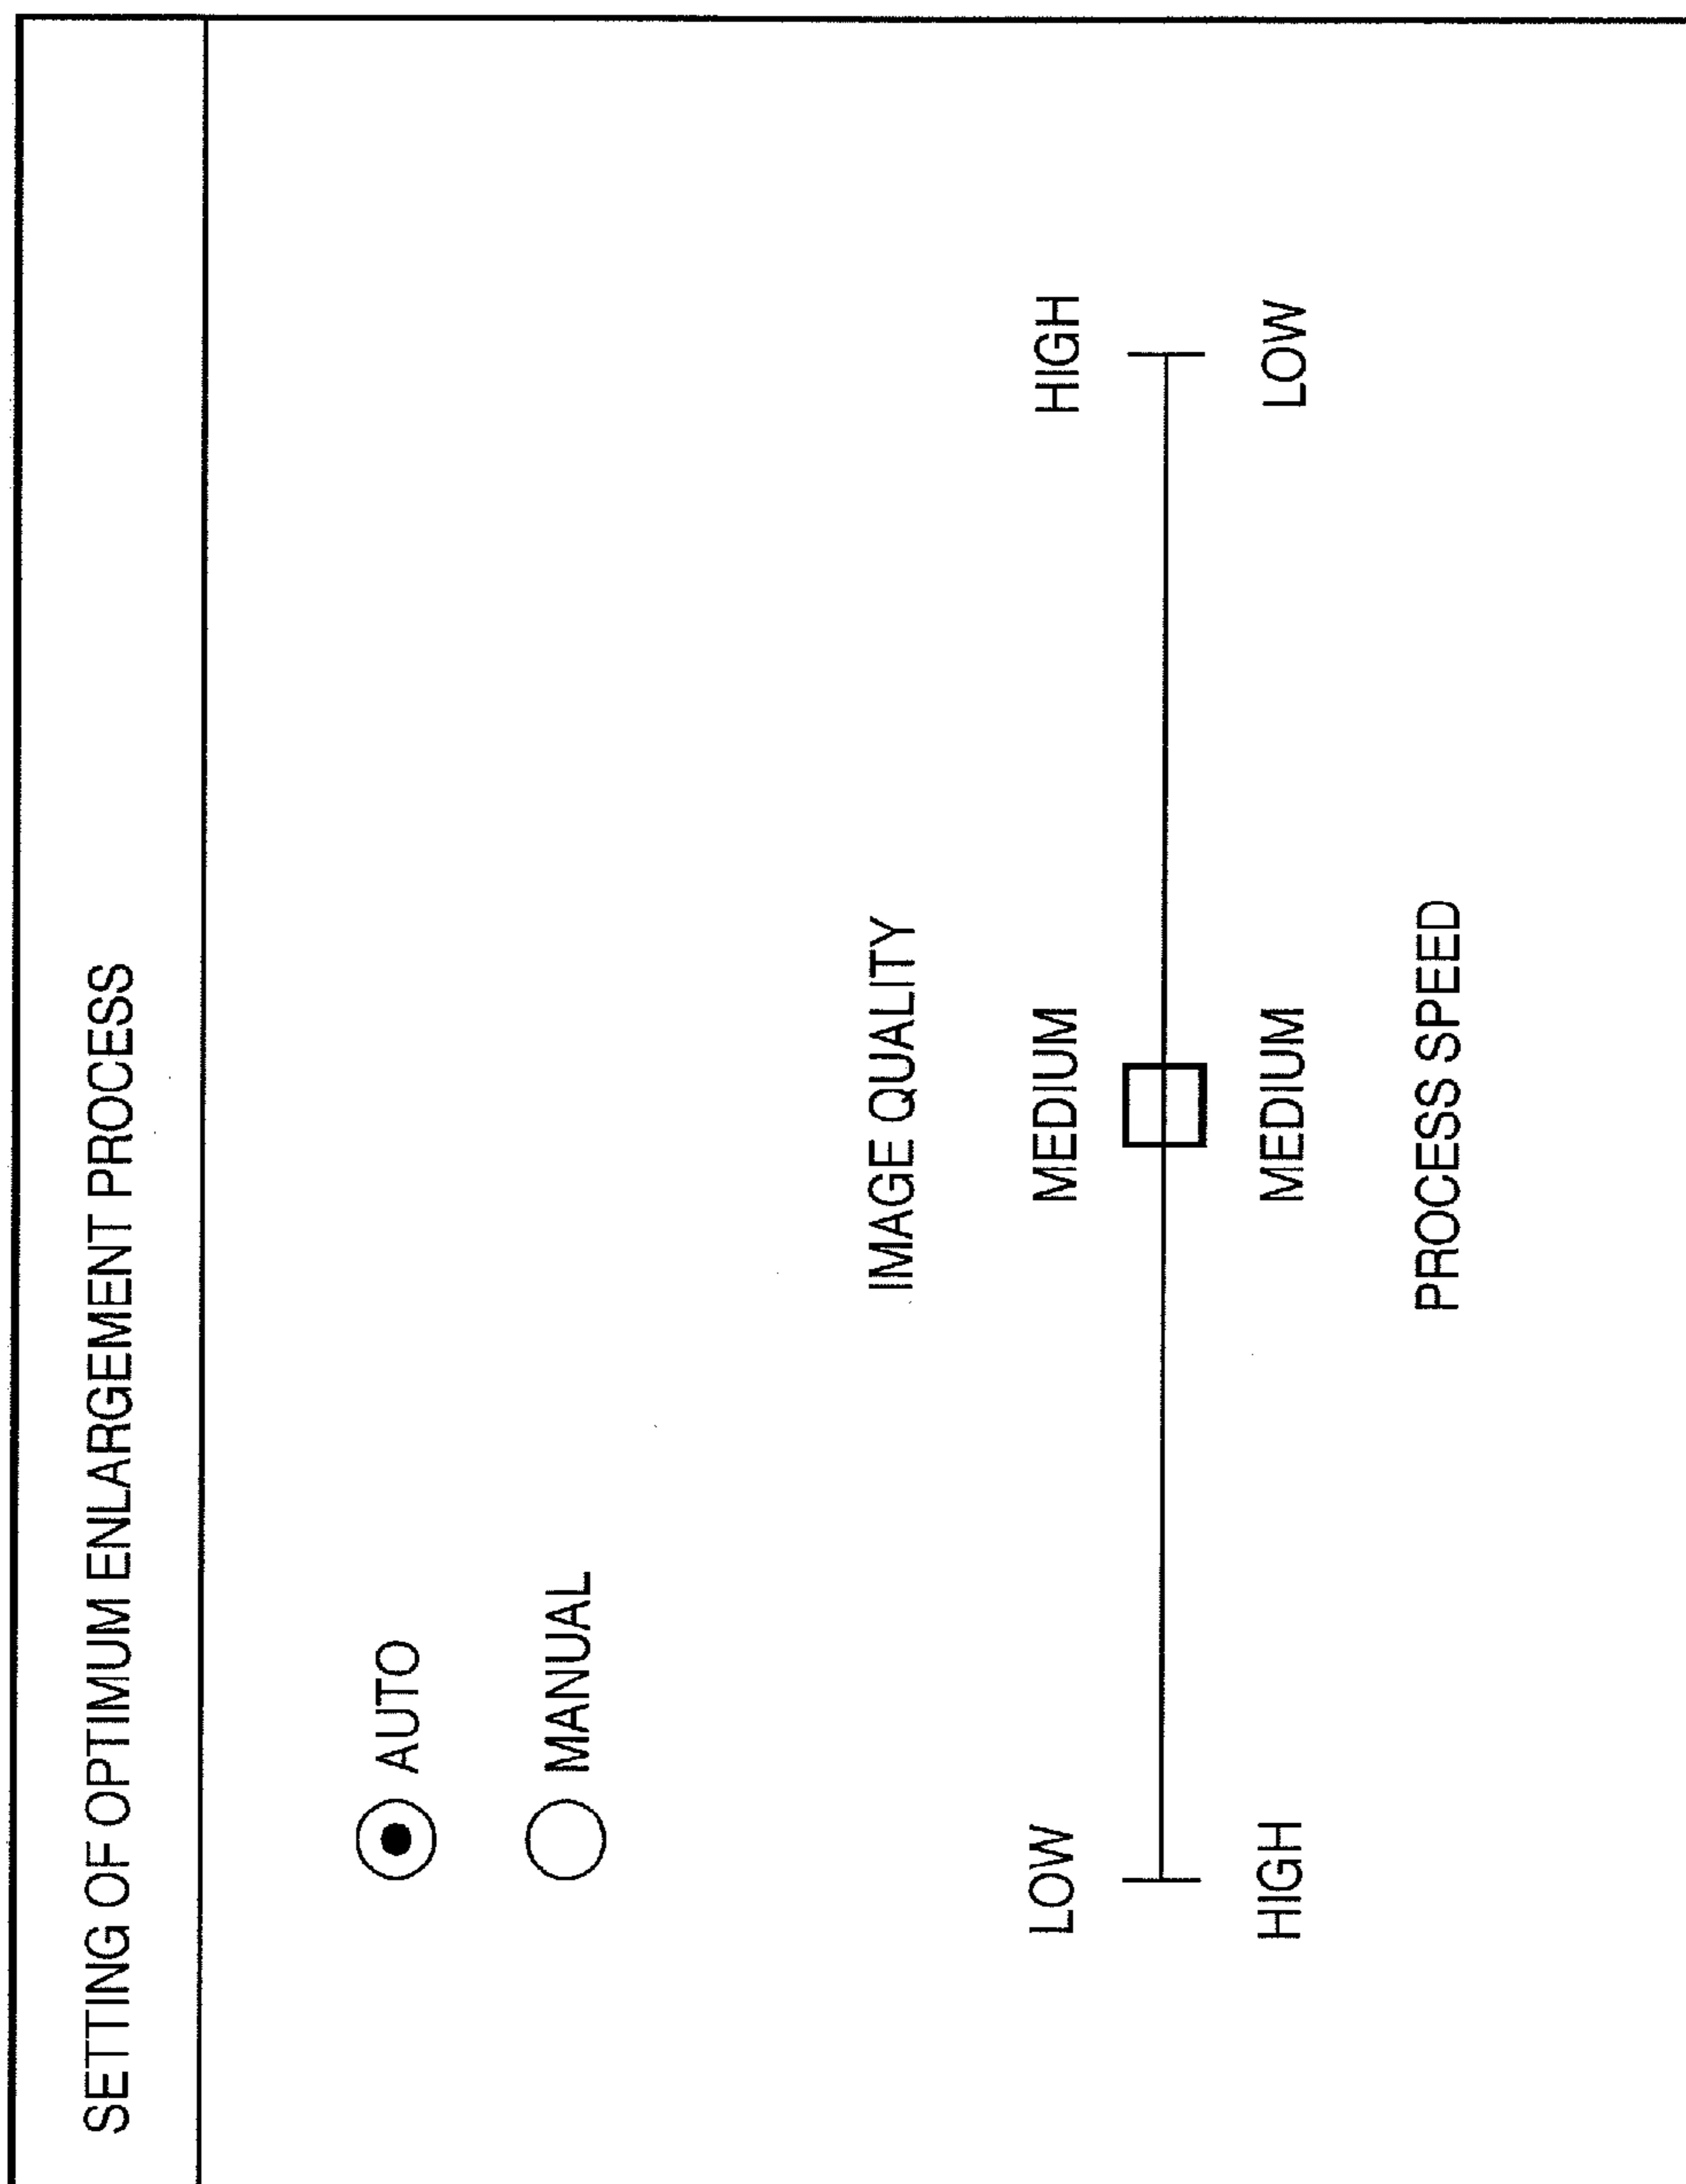 SETTING OF OPTIMUM ENLARGEMENT PROCESS
AUTO
MANUAL
IMAGE QUALITY
LOW MEDIUM HIGH
HIGH MEDIUM LOW
PROCESS SPEED